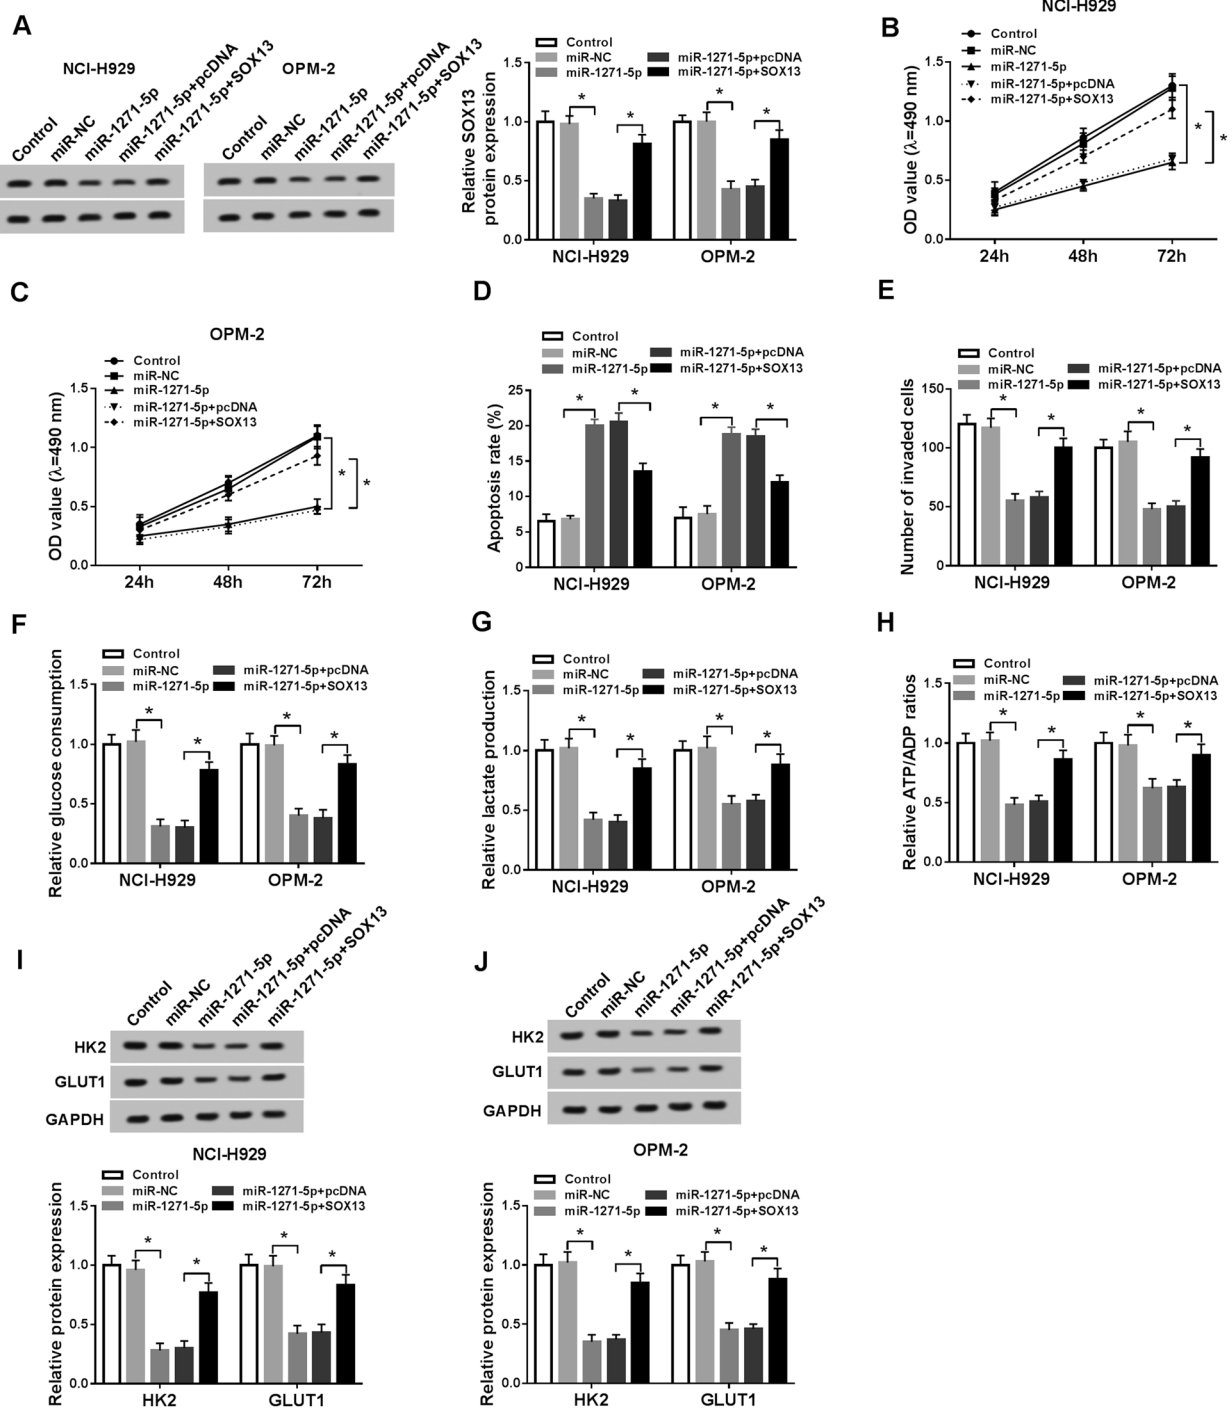 A
NCI-H929
OPM-2
Control
miR-NC
miR-1271-5p
miR-1271-5p+pcDNA
miR-1271-5p+SOX13
Control
miR-NC
miR-1271-5p
miR-1271-5p+pcDNA
miR-1271-5p+SOX13
Control
miR-NC
miR-1271-5p
miR-1271-5p+pcDNA
miR-1271-5p+SOX13
Relative SOX13
protein expression
1.5
1.0
0.5
0.0
* * * *
NCI-H929
OPM-2
B
NCI-H929
Control
miR-NC
miR-1271-5p
miR-1271-5p+pcDNA
miR-1271-5p+SOX13
OD value (λ=490 nm)
1.5
1.0
0.5
0.0
* *
24h 48h 72h
C
OPM-2
Control
miR-NC
miR-1271-5p
miR-1271-5p+pcDNA
miR-1271-5p+SOX13
OD value (λ=490 nm)
1.5
1.0
0.5
0.0
* *
24h 48h 72h
D
Control
miR-NC
miR-1271-5p
miR-1271-5p+pcDNA
miR-1271-5p+SOX13
Apoptosis rate (%)
25
20
15
10
5
0
* * * *
NCI-H929
OPM-2
E
Control
miR-NC
miR-1271-5p
miR-1271-5p+pcDNA
miR-1271-5p+SOX13
Number of invaded cells
150
100
50
0
* * * *
NCI-H929
OPM-2
F
Control
miR-NC
miR-1271-5p
miR-1271-5p+pcDNA
miR-1271-5p+SOX13
Relative glucose consumption
1.5
1.0
0.5
0.0
* * * *
NCI-H929
OPM-2
G
Control
miR-NC
miR-1271-5p
miR-1271-5p+pcDNA
miR-1271-5p+SOX13
Relative lactate production
1.5
1.0
0.5
0.0
* * * *
NCI-H929
OPM-2
H
Control
miR-NC
miR-1271-5p
miR-1271-5p+pcDNA
miR-1271-5p+SOX13
Relative ATP/ADP ratios
1.5
1.0
0.5
0.0
* * * *
NCI-H929
OPM-2
I
Control
miR-NC
miR-1271-5p
miR-1271-5p+pcDNA
miR-1271-5p+SOX13
HK2
GLUT1
GAPDH
NCI-H929
Control
miR-NC
miR-1271-5p
miR-1271-5p+pcDNA
miR-1271-5p+SOX13
Relative protein expression
1.5
1.0
0.5
0.0
* * * *
HK2
GLUT1
J
Control
miR-NC
miR-1271-5p
miR-1271-5p+pcDNA
miR-1271-5p+SOX13
HK2
GLUT1
GAPDH
OPM-2
Control
miR-NC
miR-1271-5p
miR-1271-5p+pcDNA
miR-1271-5p+SOX13
Relative protein expression
1.5
1.0
0.5
0.0
* * * *
HK2
GLUT1